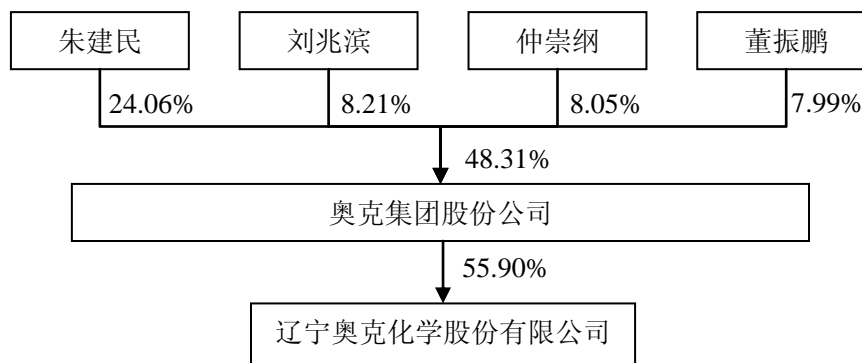 朱建民
刘兆滨
仲崇纲
董振鹏
24.06%
8.21%
8.05%
7.99%
48.31%
奥克集团股份公司
55.90%
辽宁奥克化学股份有限公司